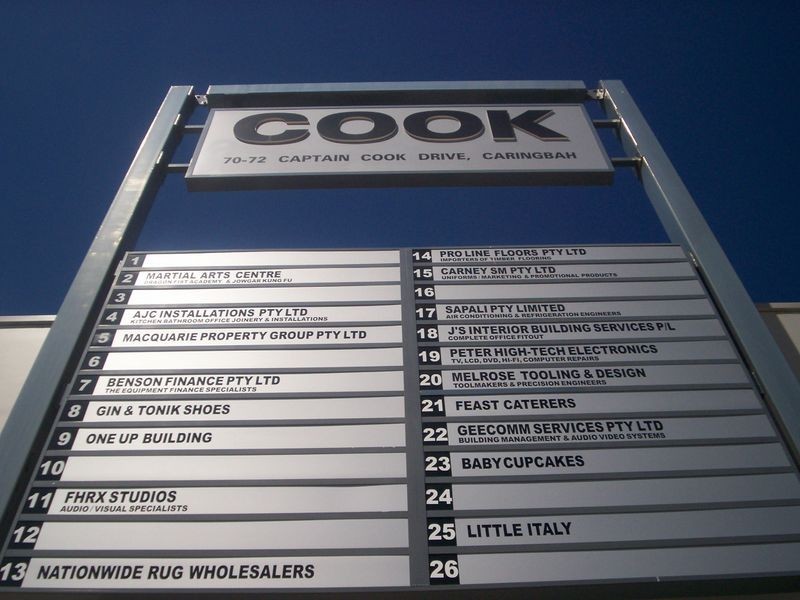 COOK
70-72 CAPTAIN COOK DRIVE, CARINGBAH
1
2 MARTIAL ARTS CENTRE
DRAGON FIST ACADEMY & JOWGAR KUNG FU
3
4 AJC INSTALLATIONS PTY LTD
KITCHEN BATHROOM OFFICE JOINERY & INSTALLATIONS
5 MACQUARIE PROPERTY GROUP PTY LTD
6
7 BENSON FINANCE PTY LTD
THE EQUIPMENT FINANCE SPECIALISTS
8 GIN & TONIK SHOES
9 ONE UP BUILDING
10
11 FHRX STUDIOS
AUDIO/VISUAL SPECIALISTS
12
13 NATIONWIDE RUG WHOLESALERS
14 PRO LINE FLOORS PTY LTD
IMPORTERS OF TIMBER FLOORING
15 CARNEY SM PTY LTD
UNIFORMS/MARKETING & PROMOTIONAL PRODUCTS
16
17 SAPALI PTY LIMITED
AIR CONDITIONING & REFRIGERATION ENGINEERS
18 J'S INTERIOR BUILDING SERVICES P/L
COMPLETE OFFICE FITOUT
19 PETER HIGH-TECH ELECTRONICS
TV, LCD, DVD, HI-FI, COMPUTER REPAIRS
20 MELROSE TOOLING & DESIGN
TOOLMAKERS & PRECISION ENGINEERS
21 FEAST CATERERS
22 GEECOMM SERVICES PTY LTD
BUILDING MANAGEMENT & AUDIO VIDEO SYSTEMS
23 BABYCUPCAKES
24
25 LITTLE ITALY
26